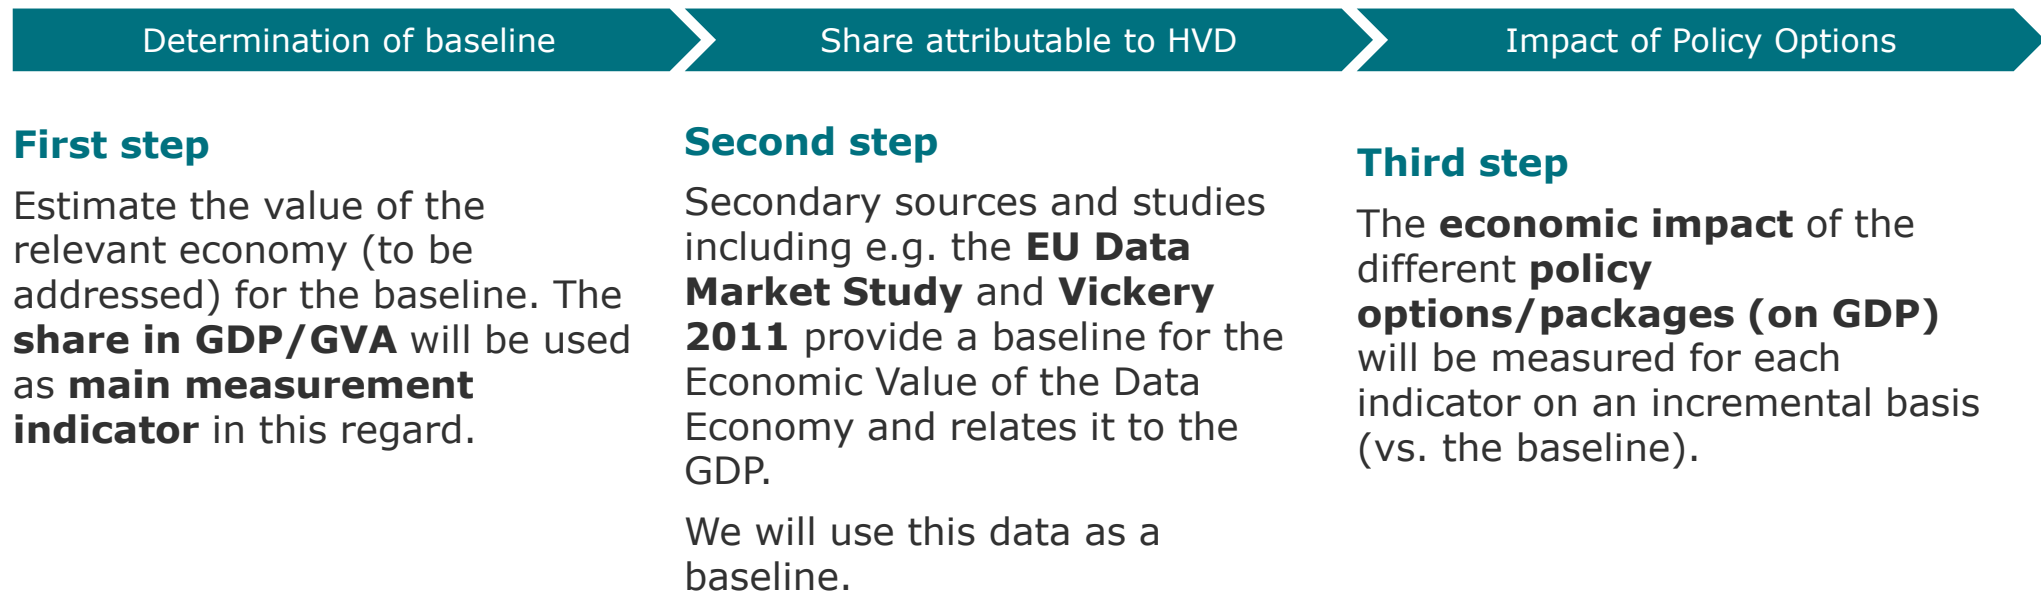 Determination of baseline
Share attributable to HVD
Impact of Policy Options
First step
Estimate the value of the
relevant economy (to be
addressed) for the baseline. The
share in GDP/GVA will be used
as main measurement
indicator in this regard.
Second step
Secondary sources and studies
including e.g. the EU Data
Market Study and Vickery
2011 provide a baseline for the
Economic Value of the Data
Economy and relates it to the
GDP.
We will use this data as a
baseline.
Third step
The economic impact of the
different policy
options/packages (on GDP)
will be measured for each
indicator on an incremental basis
(vs. the baseline).